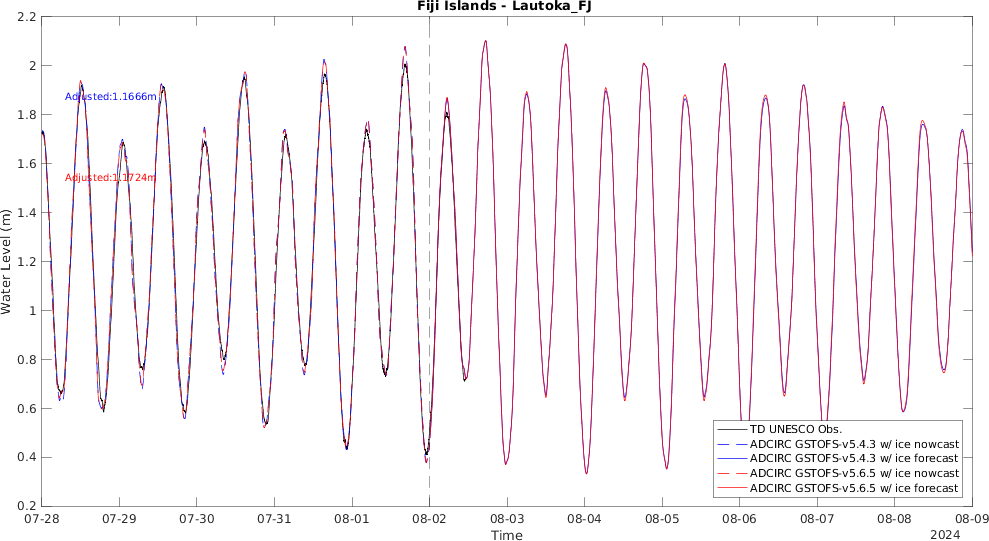 Fiji Islands - Lautoka_FJ
2.2
2
1.8
1.6
1.4
1.2
1
0.8
0.6
0.4
0.2
Water Level (m)
Adjusted:1.1666m
Adjusted:1.1724m
TD UNESCO Obs.
ADCIRC GSTOFS-v5.4.3 w/ ice nowcast
ADCIRC GSTOFS-v5.4.3 w/ ice forecast
ADCIRC GSTOFS-v5.6.5 w/ ice nowcast
ADCIRC GSTOFS-v5.6.5 w/ ice forecast
07-28 07-29 07-30 07-31 08-01 08-02 08-03 08-04 08-05 08-06 08-07 08-08 08-09
Time
2024